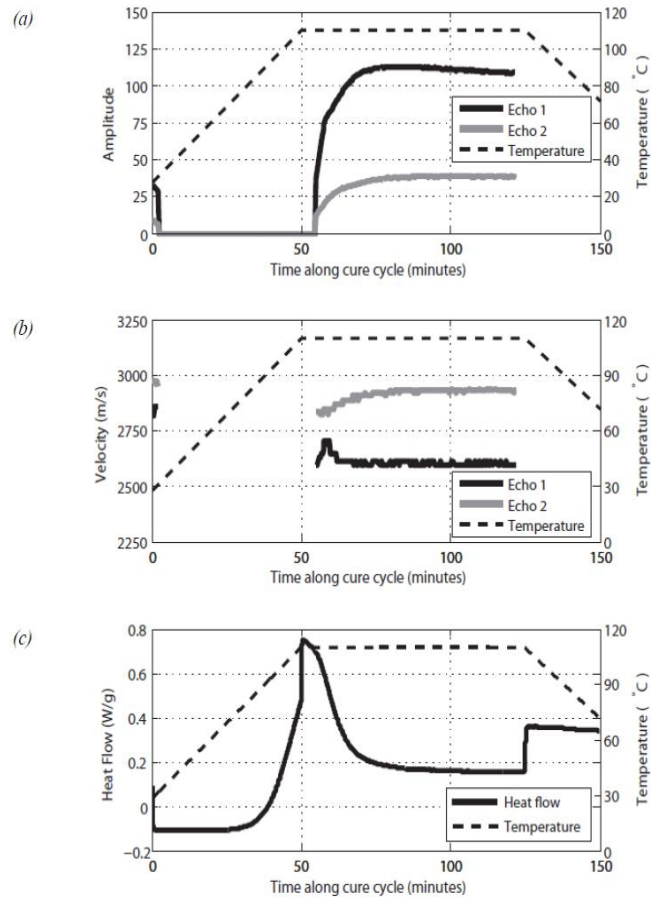 (a)
150
125
100
75
50
25
0
Amplitude
120
100
80
60
40
20
0
Temperature ( °C)
Echo 1
Echo 2
Temperature
0
50
100
150
Time along cure cycle (minutes)
(b)
3250
3000
2750
2500
2250
Velocity (m/s)
120
90
60
30
0
Temperature ( °C)
Echo 1
Echo 2
Temperature
0
50
100
150
Time along cure cycle (minutes)
(c)
0.8
0.6
0.4
0.2
0
−0.2
Heat Flow (W/g)
120
90
60
30
0
Temperature ( °C)
Heat flow
Temperature
0
50
100
150
Time along cure cycle (minutes)